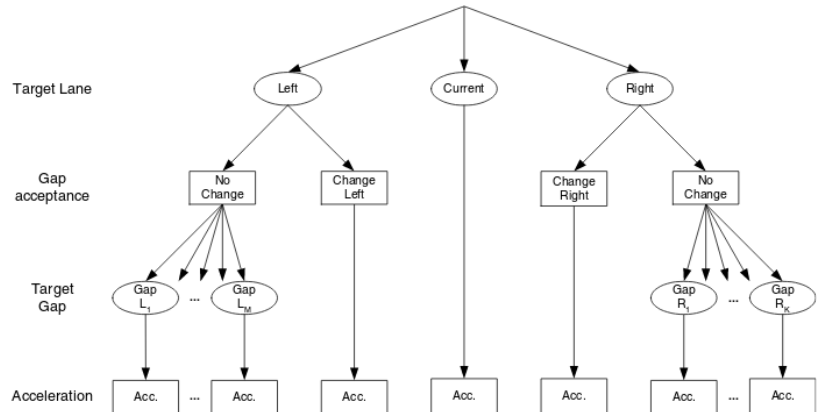 Target Lane
Left
Current
Right
Gap
acceptance
No
Change
Change
Left
Change
Right
No
Change
Target
Gap
Gap
L1
...
Gap
LM
Gap
R1
...
Gap
RK
Acceleration
Acc.
...
Acc.
Acc.
Acc.
Acc.
Acc.
...
Acc.